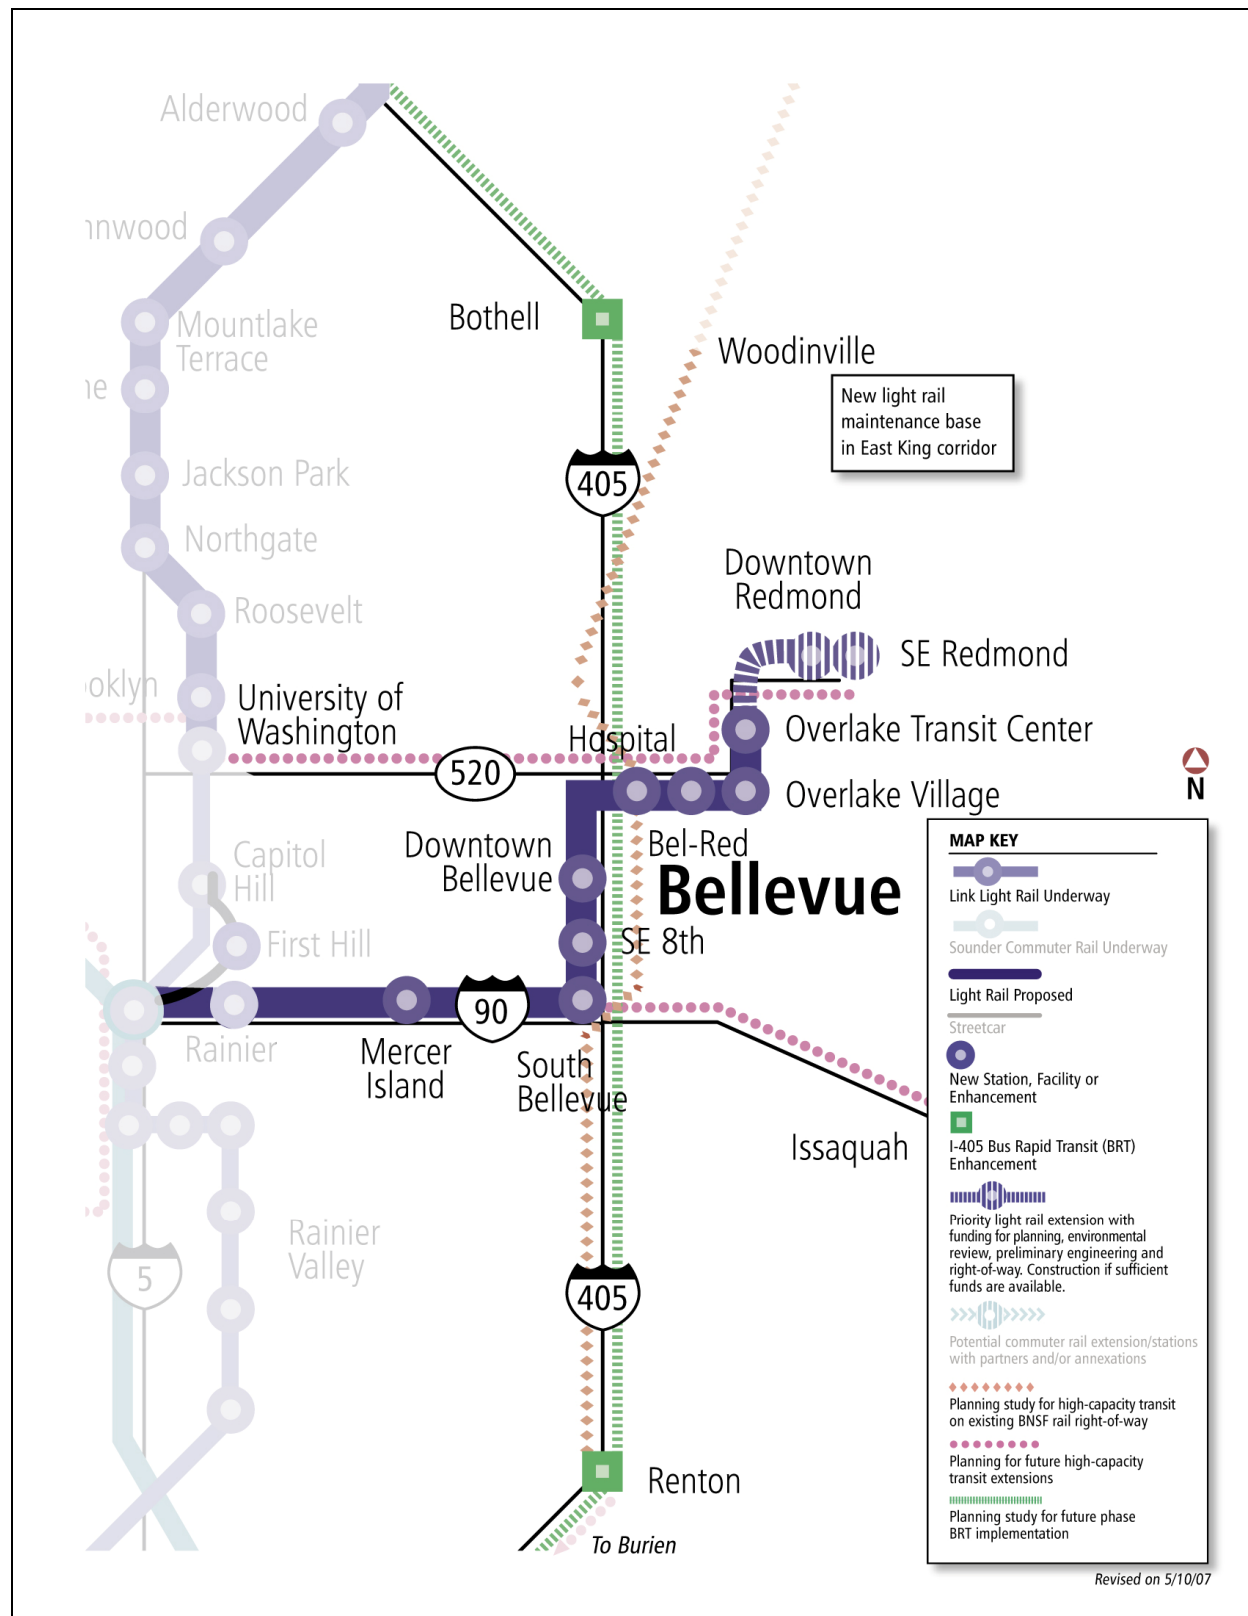 Alderwood
nnwood
Mountlake
Terrace
Bothell
Woodinville
ne
New light rail
maintenance base
in East King corridor
Jackson Park
405
Northgate
Downtown
Redmond
Roosevelt
SE Redmond
ooklyn
University of
Washington
Hospital
Overlake Transit Center
520
Overlake Village
N
Downtown
Bellevue
Bel-Red
Bellevue
Capitol
Hill
First Hill
SE 8th
90
Rainier
Mercer
Island
South
Bellevue
Issaquah
Rainier
Valley
5
405
Renton
To Burien
MAP KEY
Link Light Rail Underway
Sounder Commuter Rail Underway
Light Rail Proposed
Streetcar
New Station, Facility or
Enhancement
I-405 Bus Rapid Transit (BRT)
Enhancement
Priority light rail extension with
funding for planning, environmental
review, preliminary engineering and
right-of-way. Construction if sufficient
funds are available.
Potential commuter rail extension/stations
with partners and/or annexations
Planning study for high-capacity transit
on existing BNSF rail right-of-way
Planning for future high-capacity
transit extensions
Planning study for future phase
BRT implementation
Revised on 5/10/07